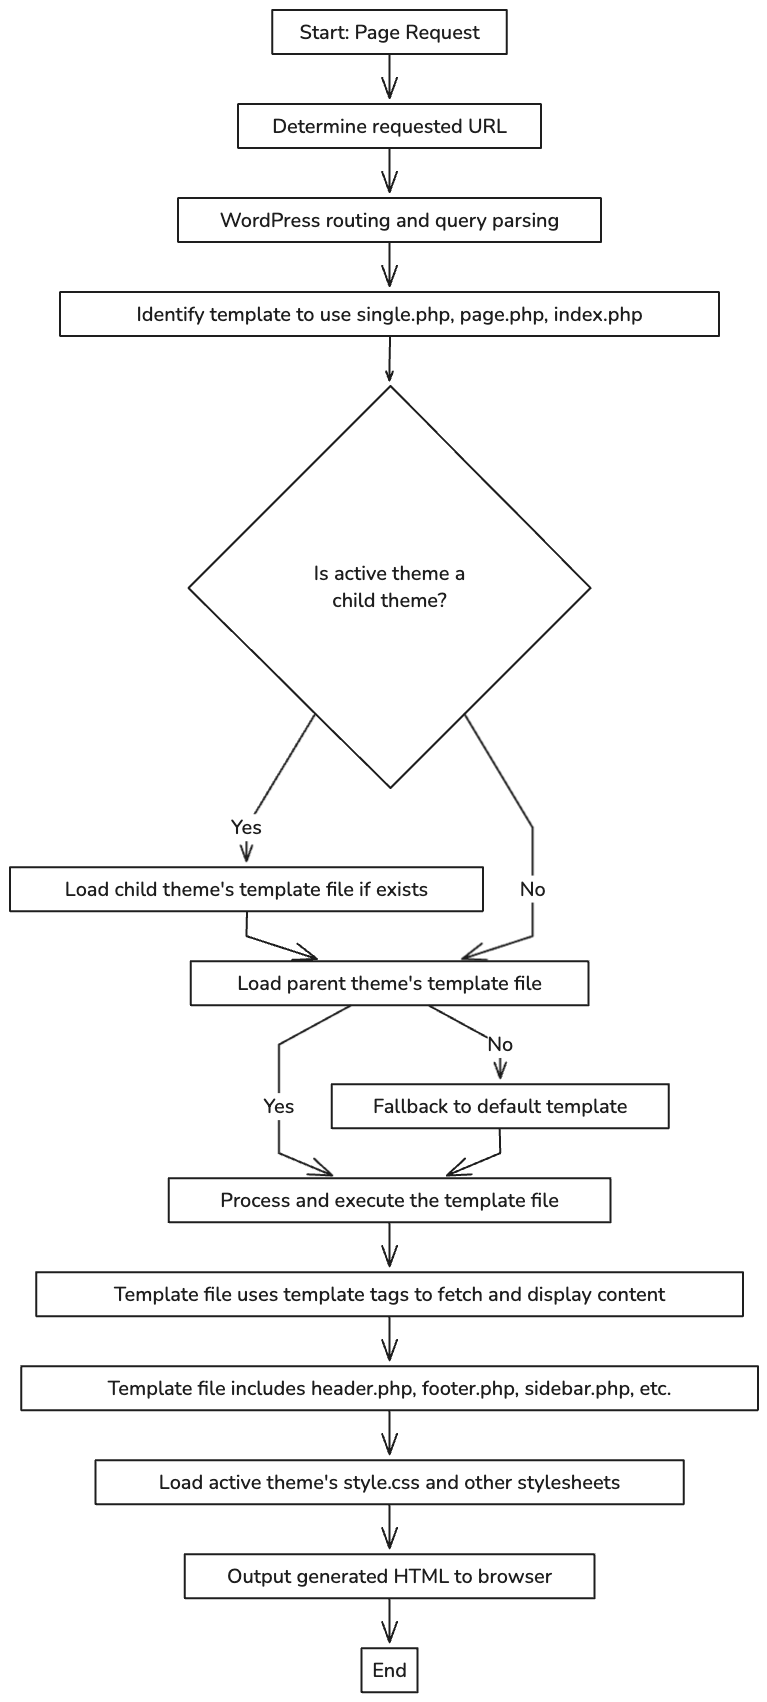 Start: Page Request
Determine requested URL
WordPress routing and query parsing
Identify template to use single.php, page.php, index.php
Is active theme a
child theme?
Yes
Load child theme's template file if exists
No
Load parent theme's template file
No
Yes
Fallback to default template
Process and execute the template file
Template file uses template tags to fetch and display content
Template file includes header.php, footer.php, sidebar.php, etc.
Load active theme's style.css and other stylesheets
Output generated HTML to browser
End